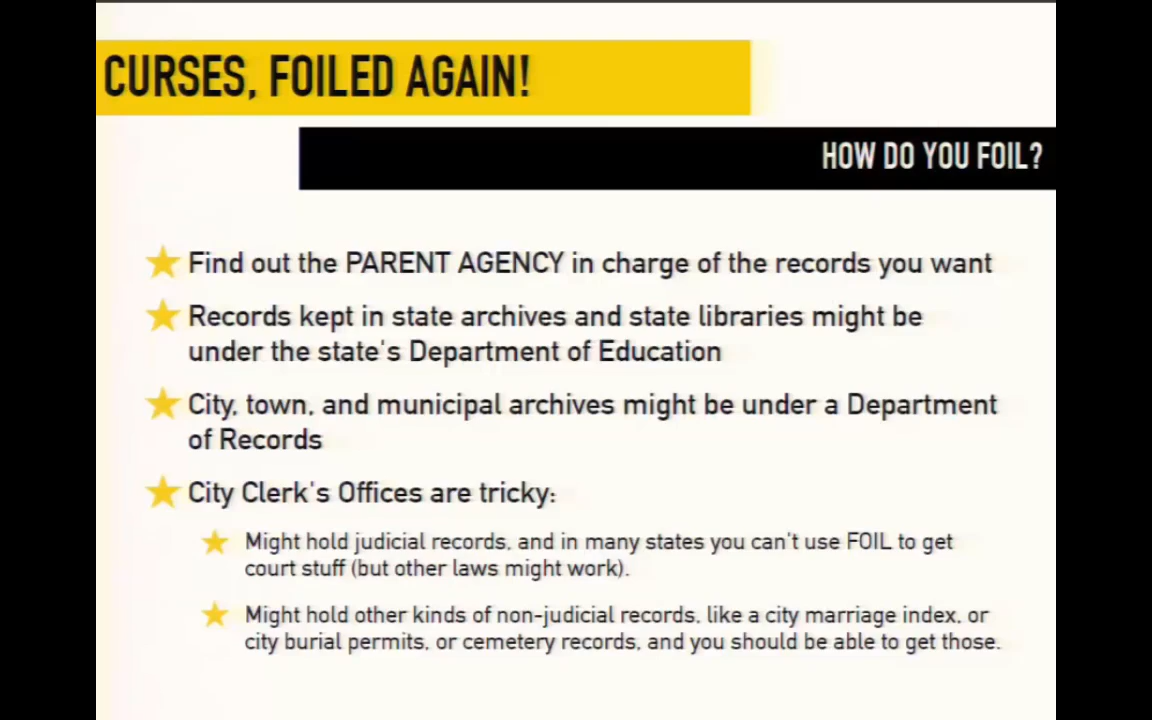 CURSES, FOILED AGAIN!
HOW DO YOU FOIL?
Find out the PARENT AGENCY in charge of the records you want
Records kept in state archives and state libraries might be
under the state's Department of Education
City, town, and municipal archives might be under a Department
of Records
City Clerk's Offices are tricky:
Might hold judicial records, and in many states you can't use FOIL to get
court stuff (but other laws might work).
Might hold other kinds of non-judicial records, like a city marriage index, or
city burial permits, or cemetery records, and you should be able to get those.